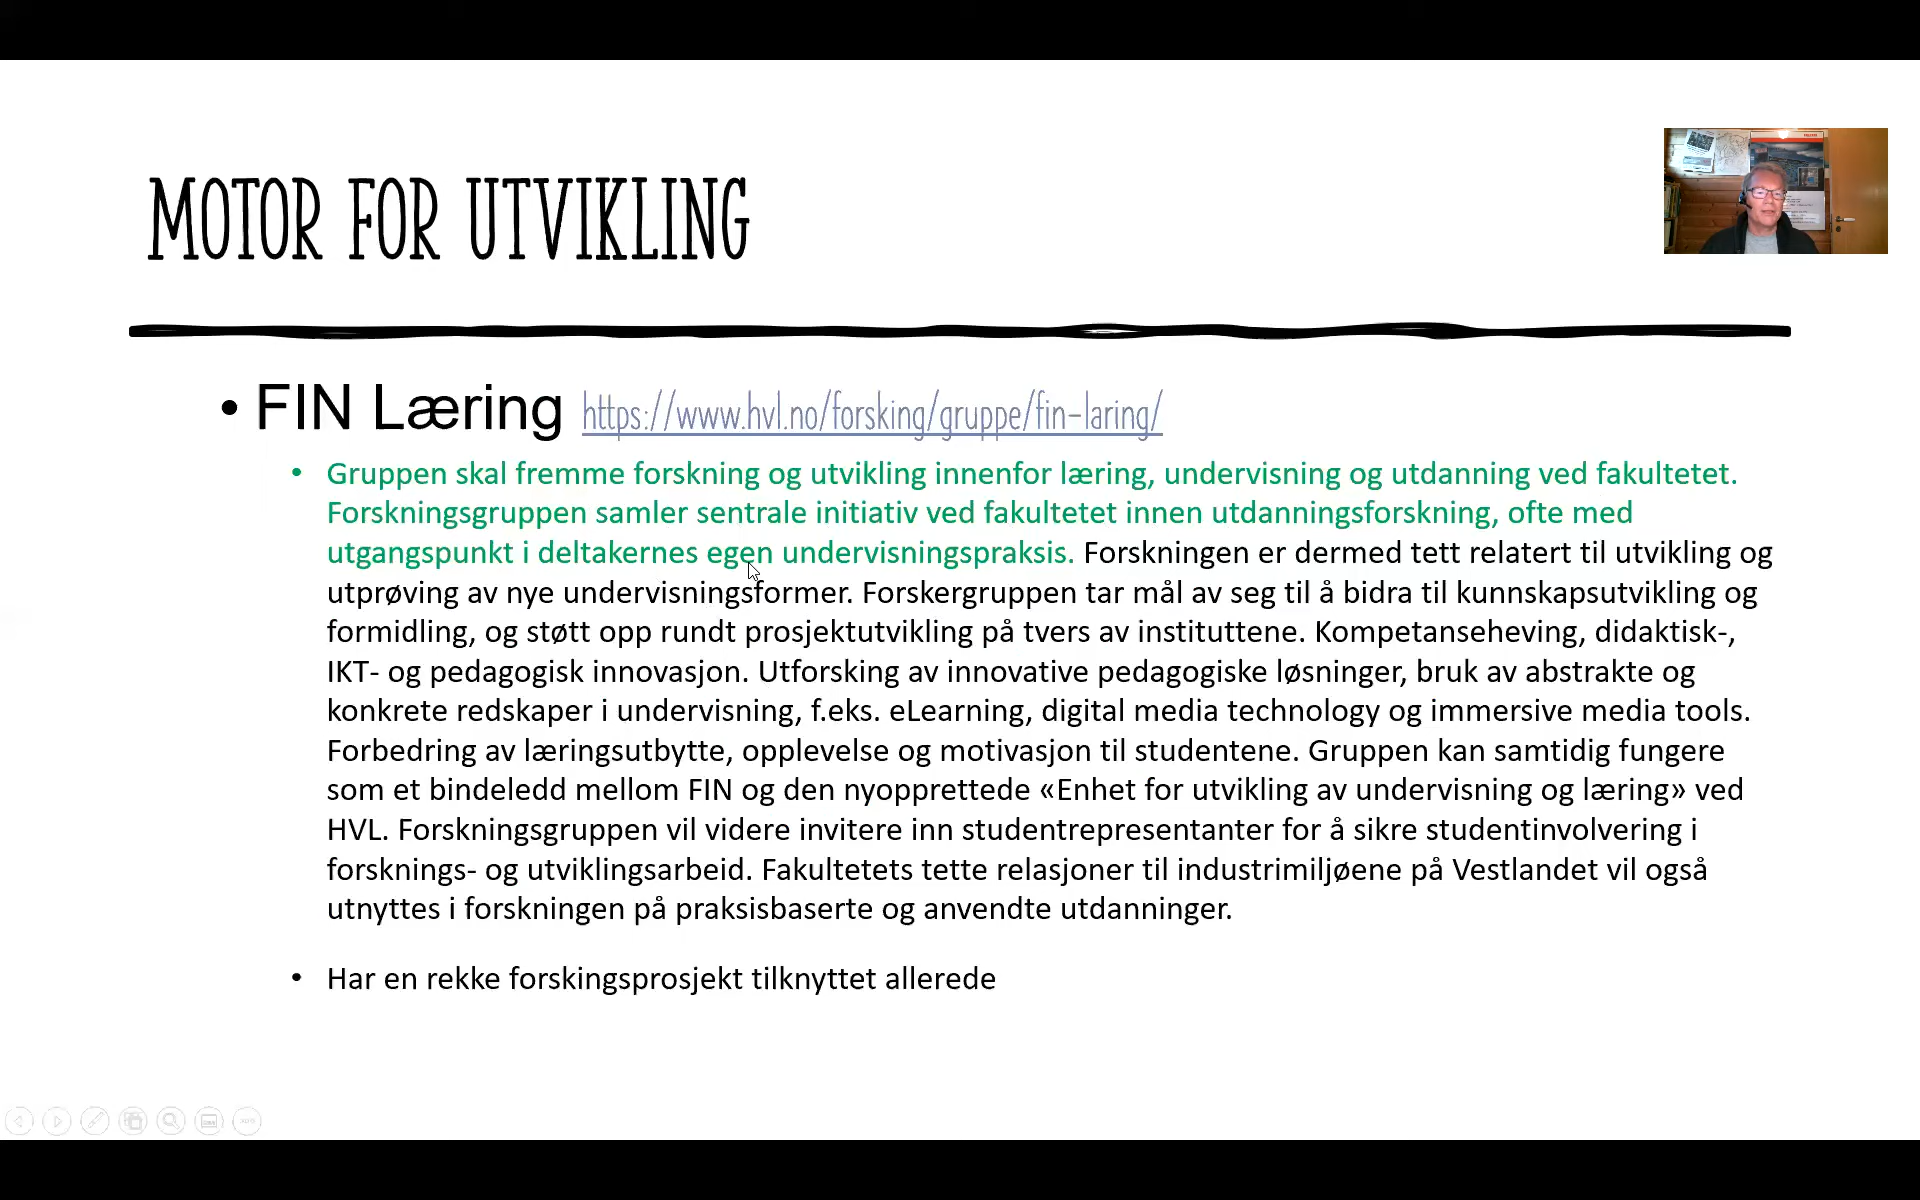 MOTOR FOR UTVIKLING
• FIN Læring https://www.hvl.no/forsking/gruppe/fin-laring/
• Gruppen skal fremme forskning og utvikling innenfor læring, undervisning og utdanning ved fakultetet.
Forskningsgruppen samler sentrale initiativ ved fakultetet innen utdanningsforskning, ofte med
utgangspunkt i deltakernes egen undervisningspraksis. Forskningen er dermed tett relatert til utvikling og
utprøving av nye undervisningsformer. Forskergruppen tar mål av seg til å bidra til kunnskapsutvikling og
formidling, og støtt opp rundt prosjektutvikling på tvers av instituttene. Kompetanseheving, didaktisk-,
IKT- og pedagogisk innovasjon. Utforsking av innovative pedagogiske løsninger, bruk av abstrakte og
konkrete redskaper i undervisning, f.eks. eLearning, digital media technology og immersive media tools.
Forbedring av læringsutbytte, opplevelse og motivasjon til studentene. Gruppen kan samtidig fungere
som et bindeledd mellom FIN og den nyopprettede «Enhet for utvikling av undervisning og læring» ved
HVL. Forskningsgruppen vil videre invitere inn studentrepresentanter for å sikre studentinvolvering i
forsknings- og utviklingsarbeid. Fakultetets tette relasjoner til industrimiljøene på Vestlandet vil også
utnyttes i forskningen på praksisbaserte og anvendte utdanninger.
• Har en rekke forskingsprosjekt tilknyttet allerede